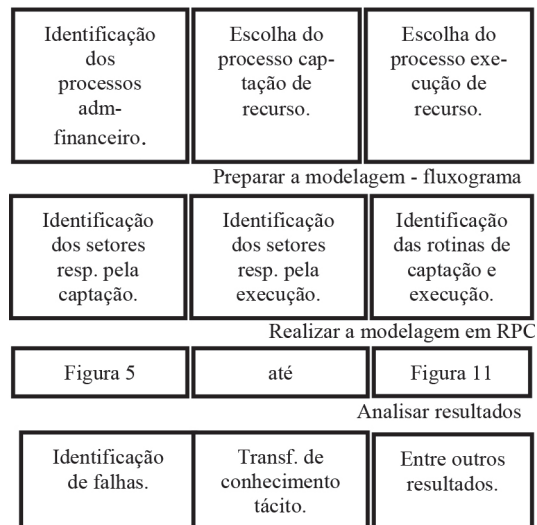 Identificação
dos
processos
adm-
financeiro.
Escolha do
processo cap-
tação de
recurso.
Escolha do
processo exe-
cução de
recurso.
Preparar a modelagem - fluxograma
Identificação
dos setores
resp. pela
captação.
Identificação
dos setores
resp. pela
execução.
Identificação
das rotinas de
captação e
execução.
Realizar a modelagem em RPC
Figura 5
até
Figura 11
Analisar resultados
Identificação
de falhas.
Transf. de
conhecimento
tácito.
Entre outros
resultados.